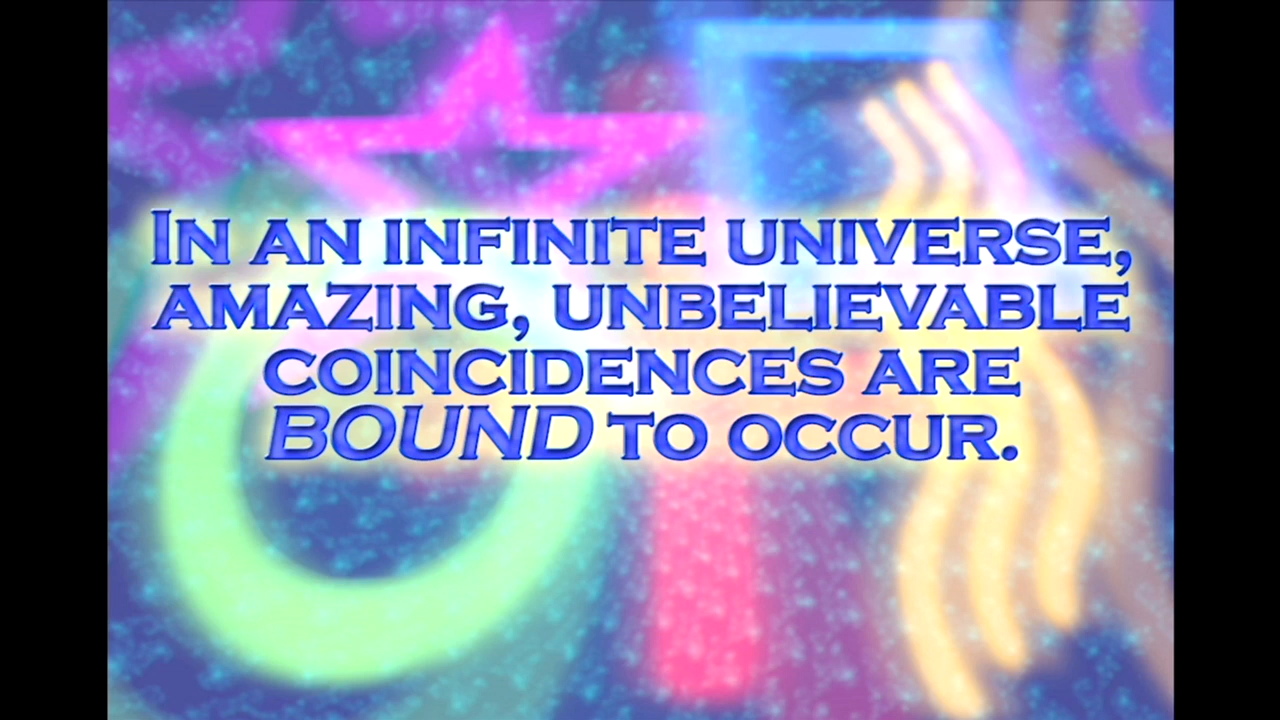 In an infinite universe,
amazing, unbelievable
coincidences are
BOUND to occur.